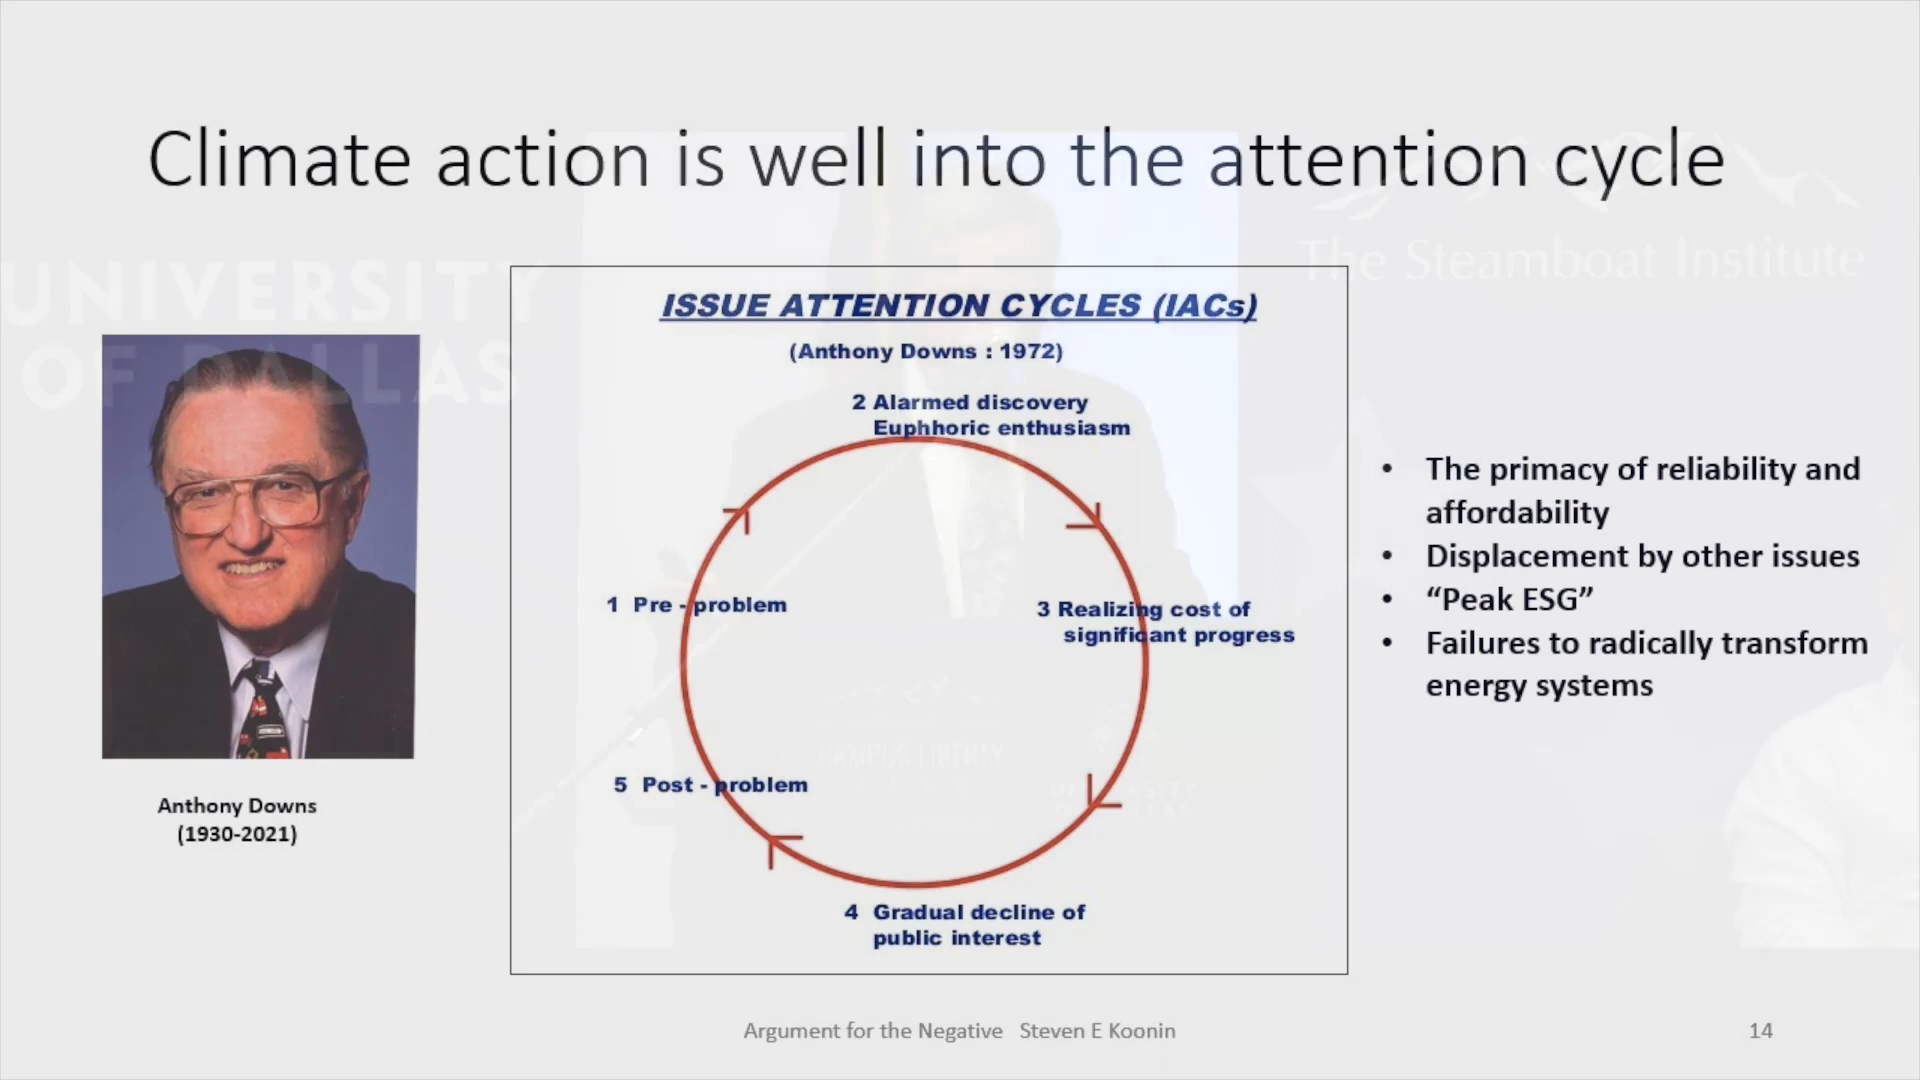 Climate action is well into the attention cycle
The Steamboat Institute
UNIVERSITY
OF DALLAS
ISSUE ATTENTION CYCLES (IACs)
(Anthony Downs : 1972)
2 Alarmed discovery
Euphhoric enthusiasm
1 Pre - problem
3 Realizing cost of
significant progress
5 Post - problem
4 Gradual decline of
public interest
Anthony Downs
(1930-2021)
• The primacy of reliability and
affordability
• Displacement by other issues
• “Peak ESG”
• Failures to radically transform
energy systems
CAMPUS LIBERTY
Argument for the Negative Steven E Koonin
14